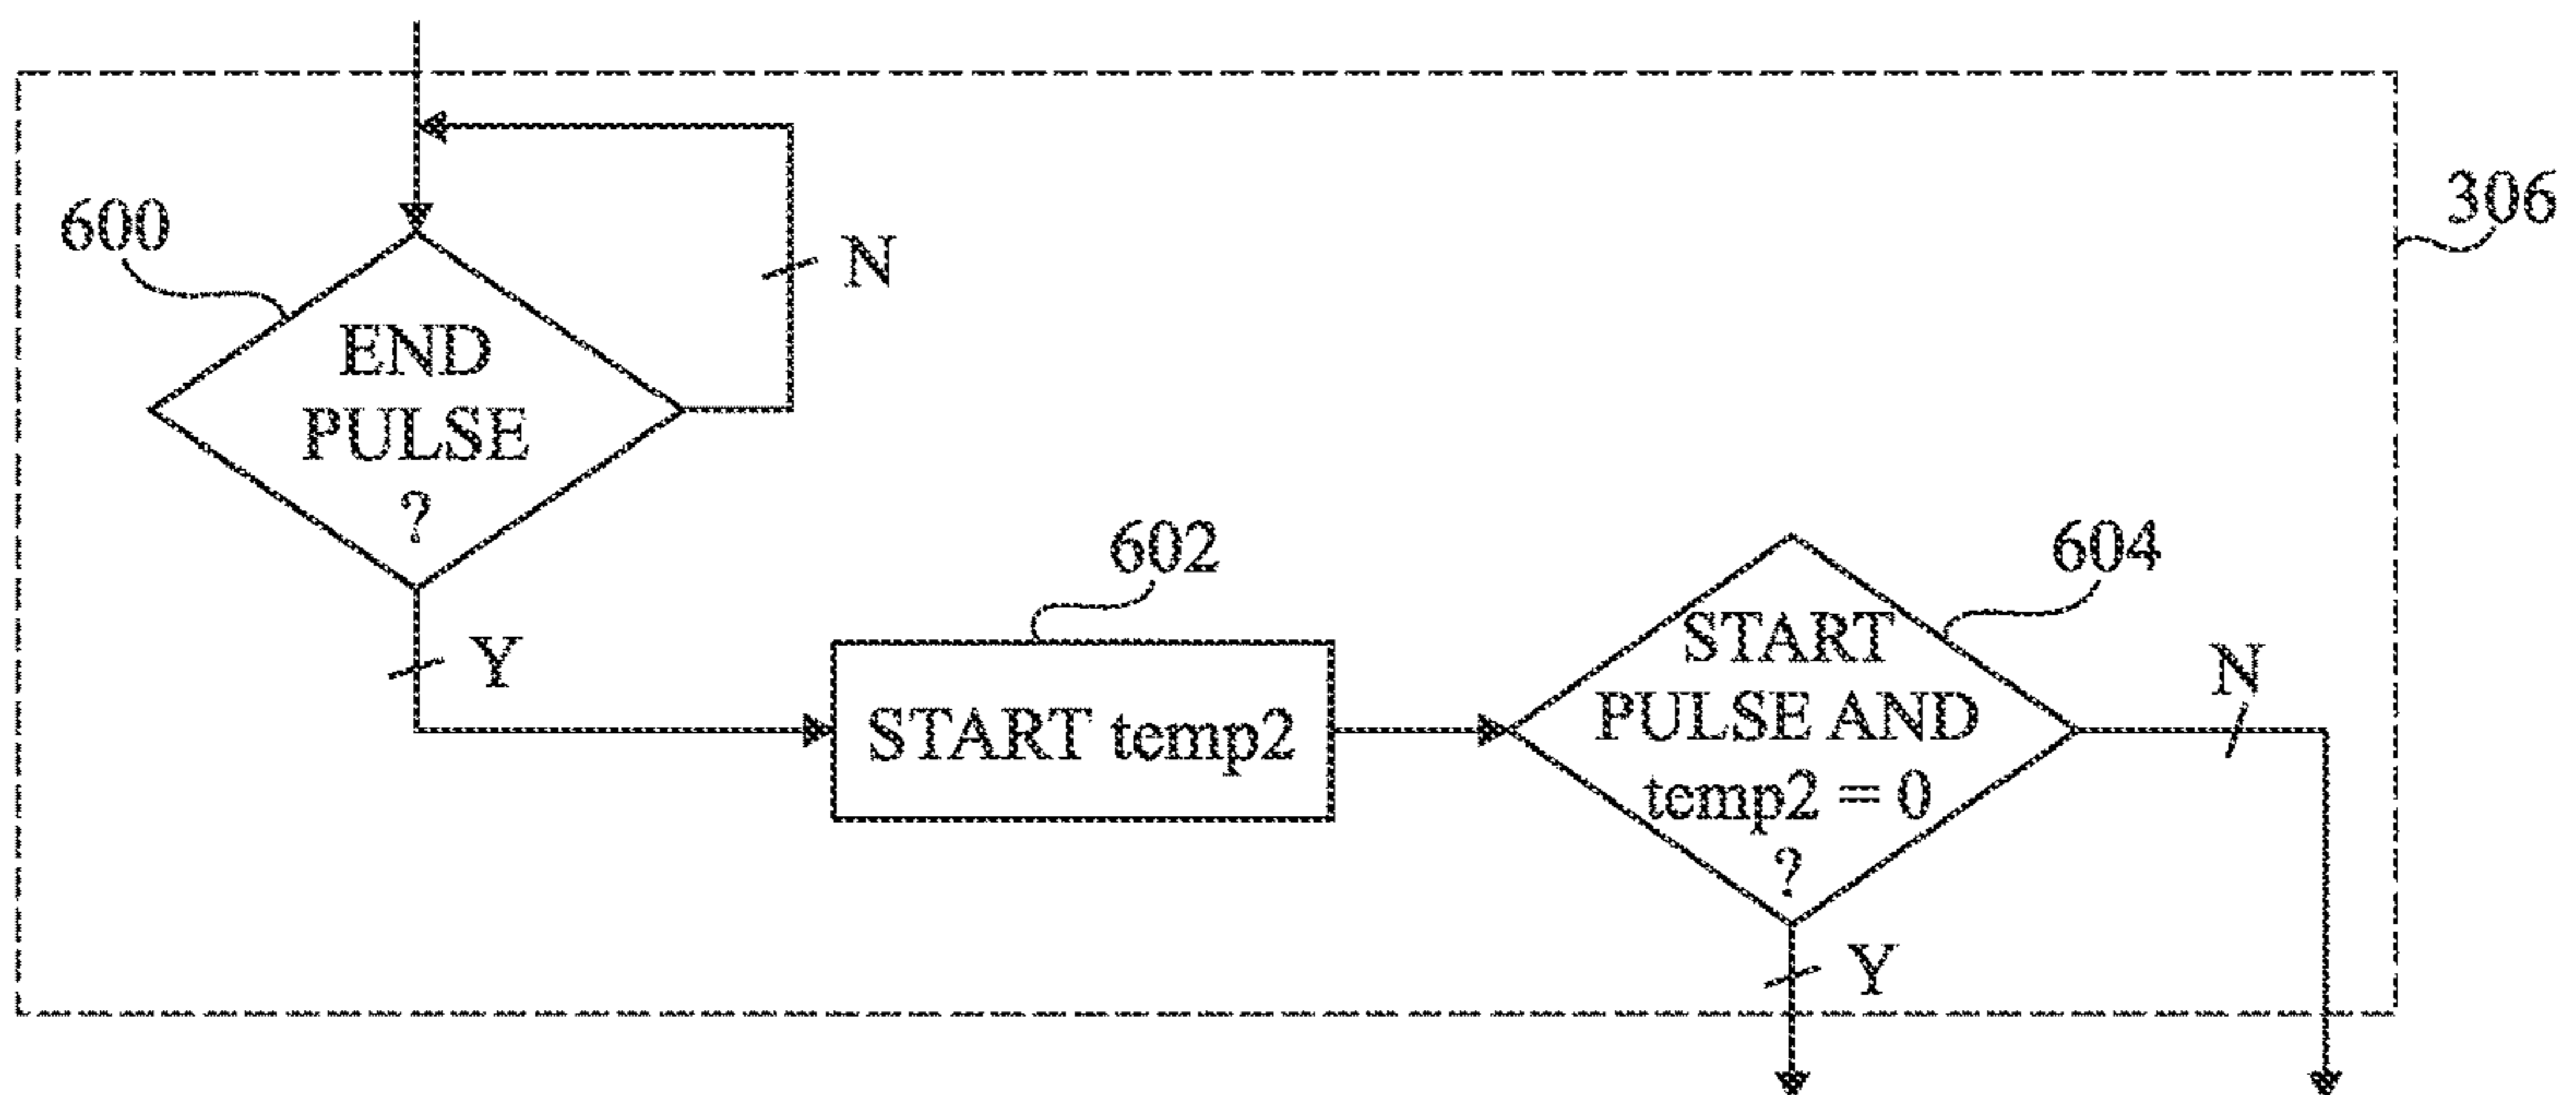 306
600
N
END
PULSE
?
Y
602
START temp2
604
START
PULSE AND
temp2 = 0
?
N
Y